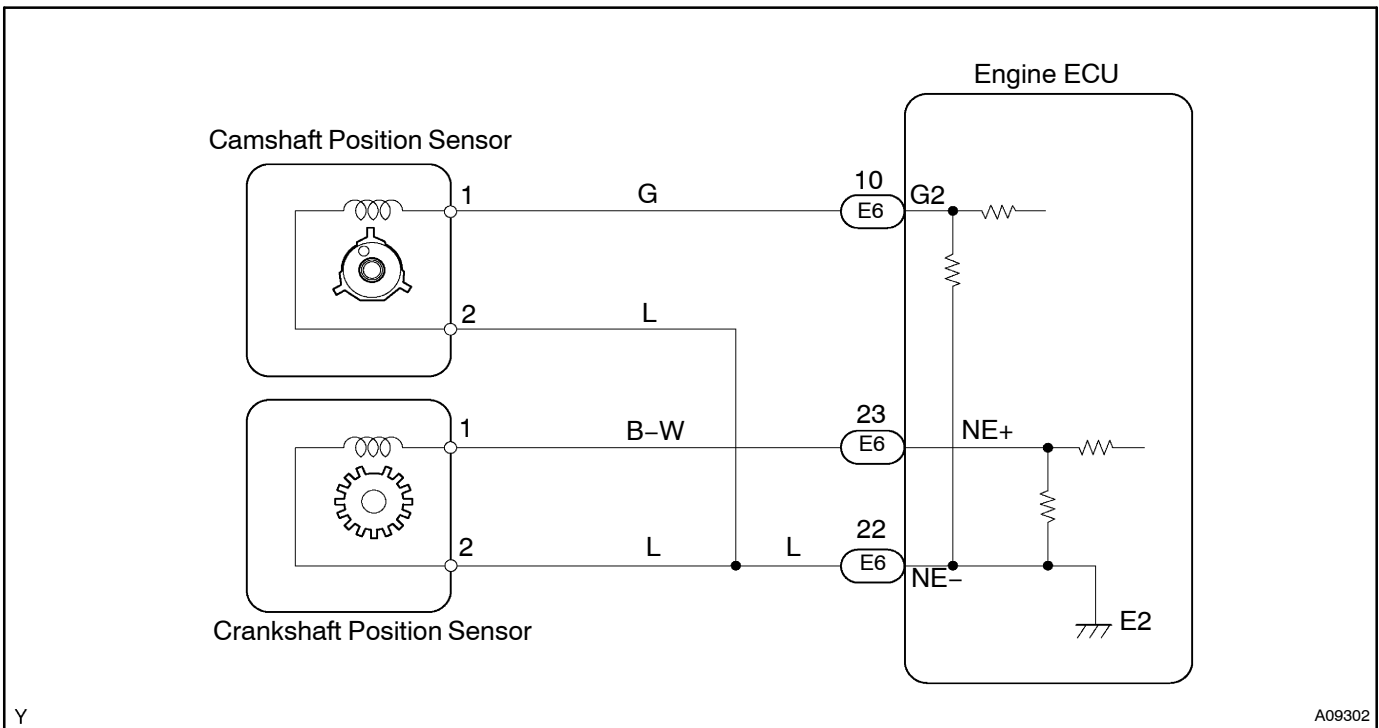 Engine ECU
Camshaft Position Sensor
1
G
10
E6
G2
2
L
1
B−W
23
E6
NE+
2
L
L
22
E6
NE−
E2
Crankshaft Position Sensor
Y
A09302